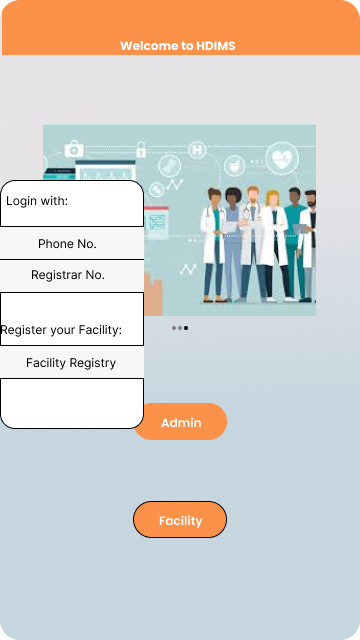 Welcome to HDIMS
Login with:
Phone No.
Registrar No.
Register your Facility:
Facility Registry
Admin
Facility